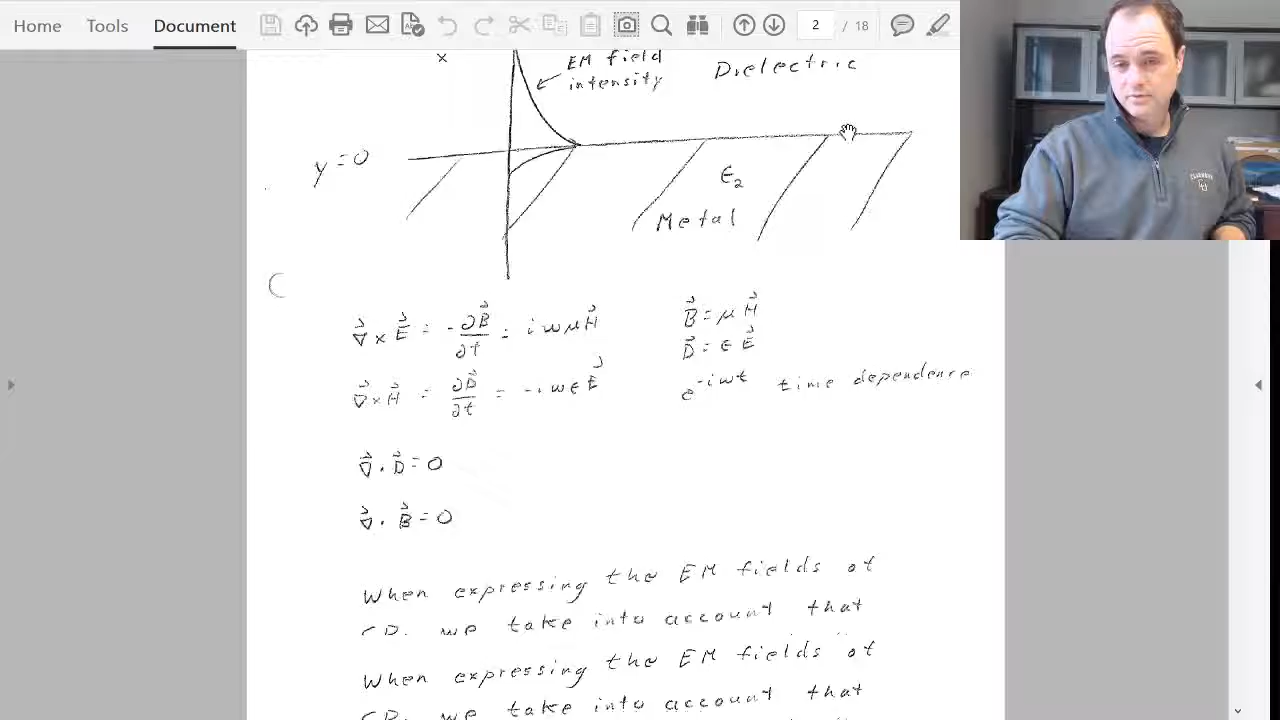 Home Tools Document 2 / 18
x
EM field
intensity
Dielectric
y = 0
ϵ₂
Metal
∇⃗ × E⃗ = - ∂B⃗/∂t = iωμH⃗
B⃗ = μH⃗
D⃗ = ϵE⃗
∇⃗ × H⃗ = ∂D⃗/∂t = -iωϵE⃗
e^{-iωt} time dependence
∇⃗ · D⃗ = 0
∇⃗ · B⃗ = 0
When expressing the EM fields of
we take into account that
When expressing the EM fields of
we take into account that